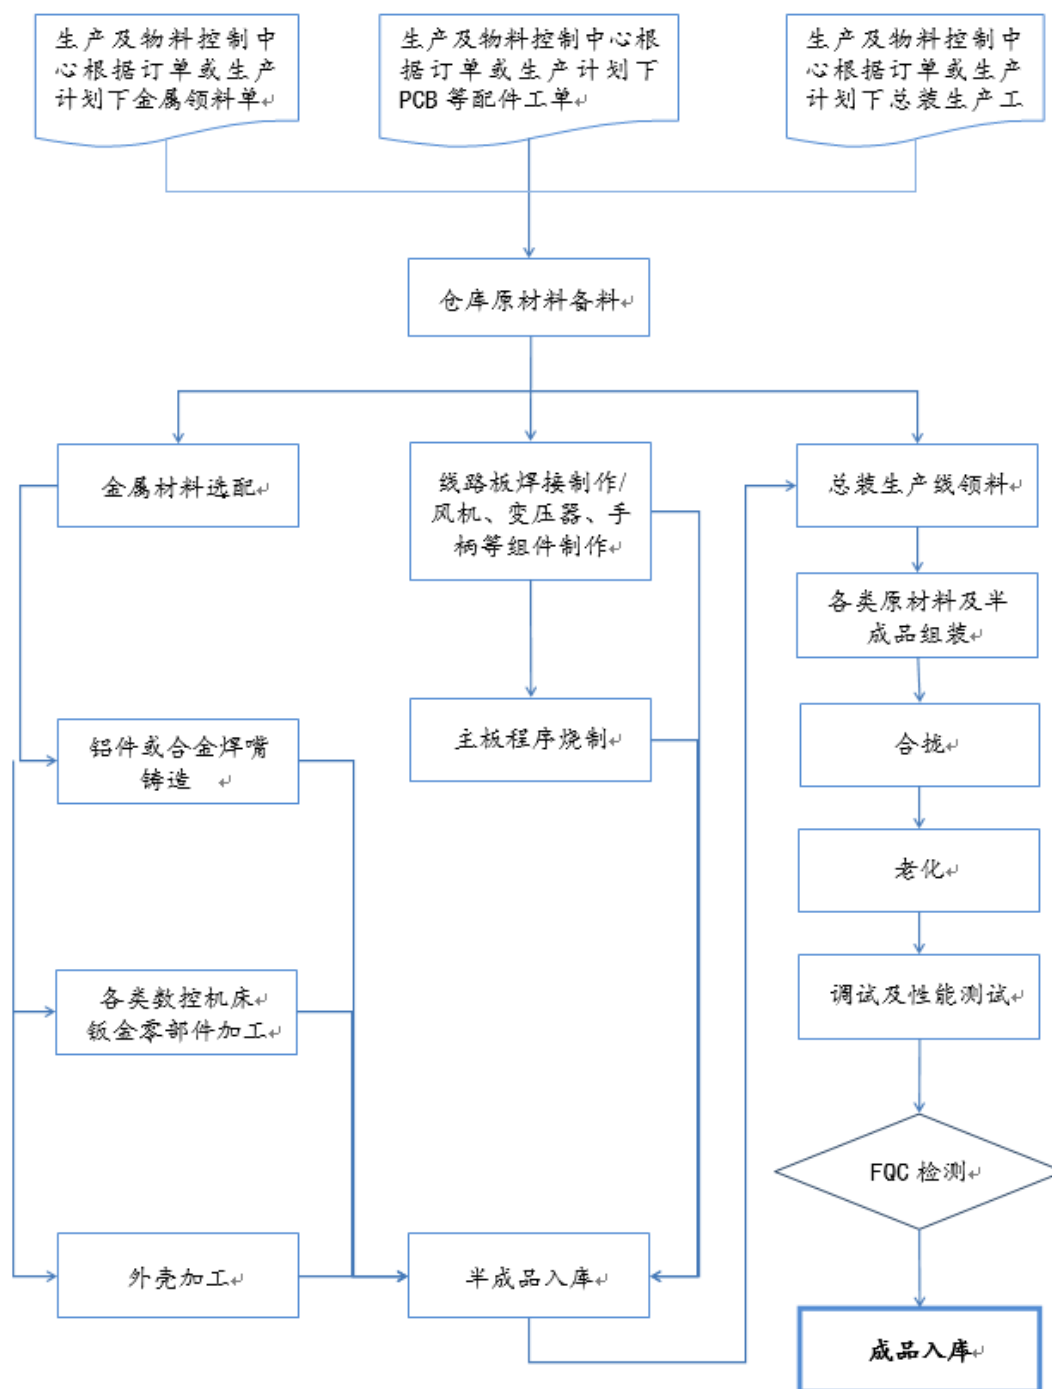 生产及物料控制中
心根据订单或生产
计划下金属领料单
生产及物料控制中心根
据订单或生产计划下
PCB 等配件工单
生产及物料控制中
心根据订单或生产
计划下总装生产工
仓库原材料备料
金属材料选配
线路板焊接制作/
风机、变压器、手
柄等组件制作
总装生产线领料
各类原材料及半
成品组装
铝件或合金焊嘴
铸造
主板程序烧制
合拢
老化
各类数控机床
钣金零部件加工
调试及性能测试
FQC 检测
外壳加工
半成品入库
成品入库